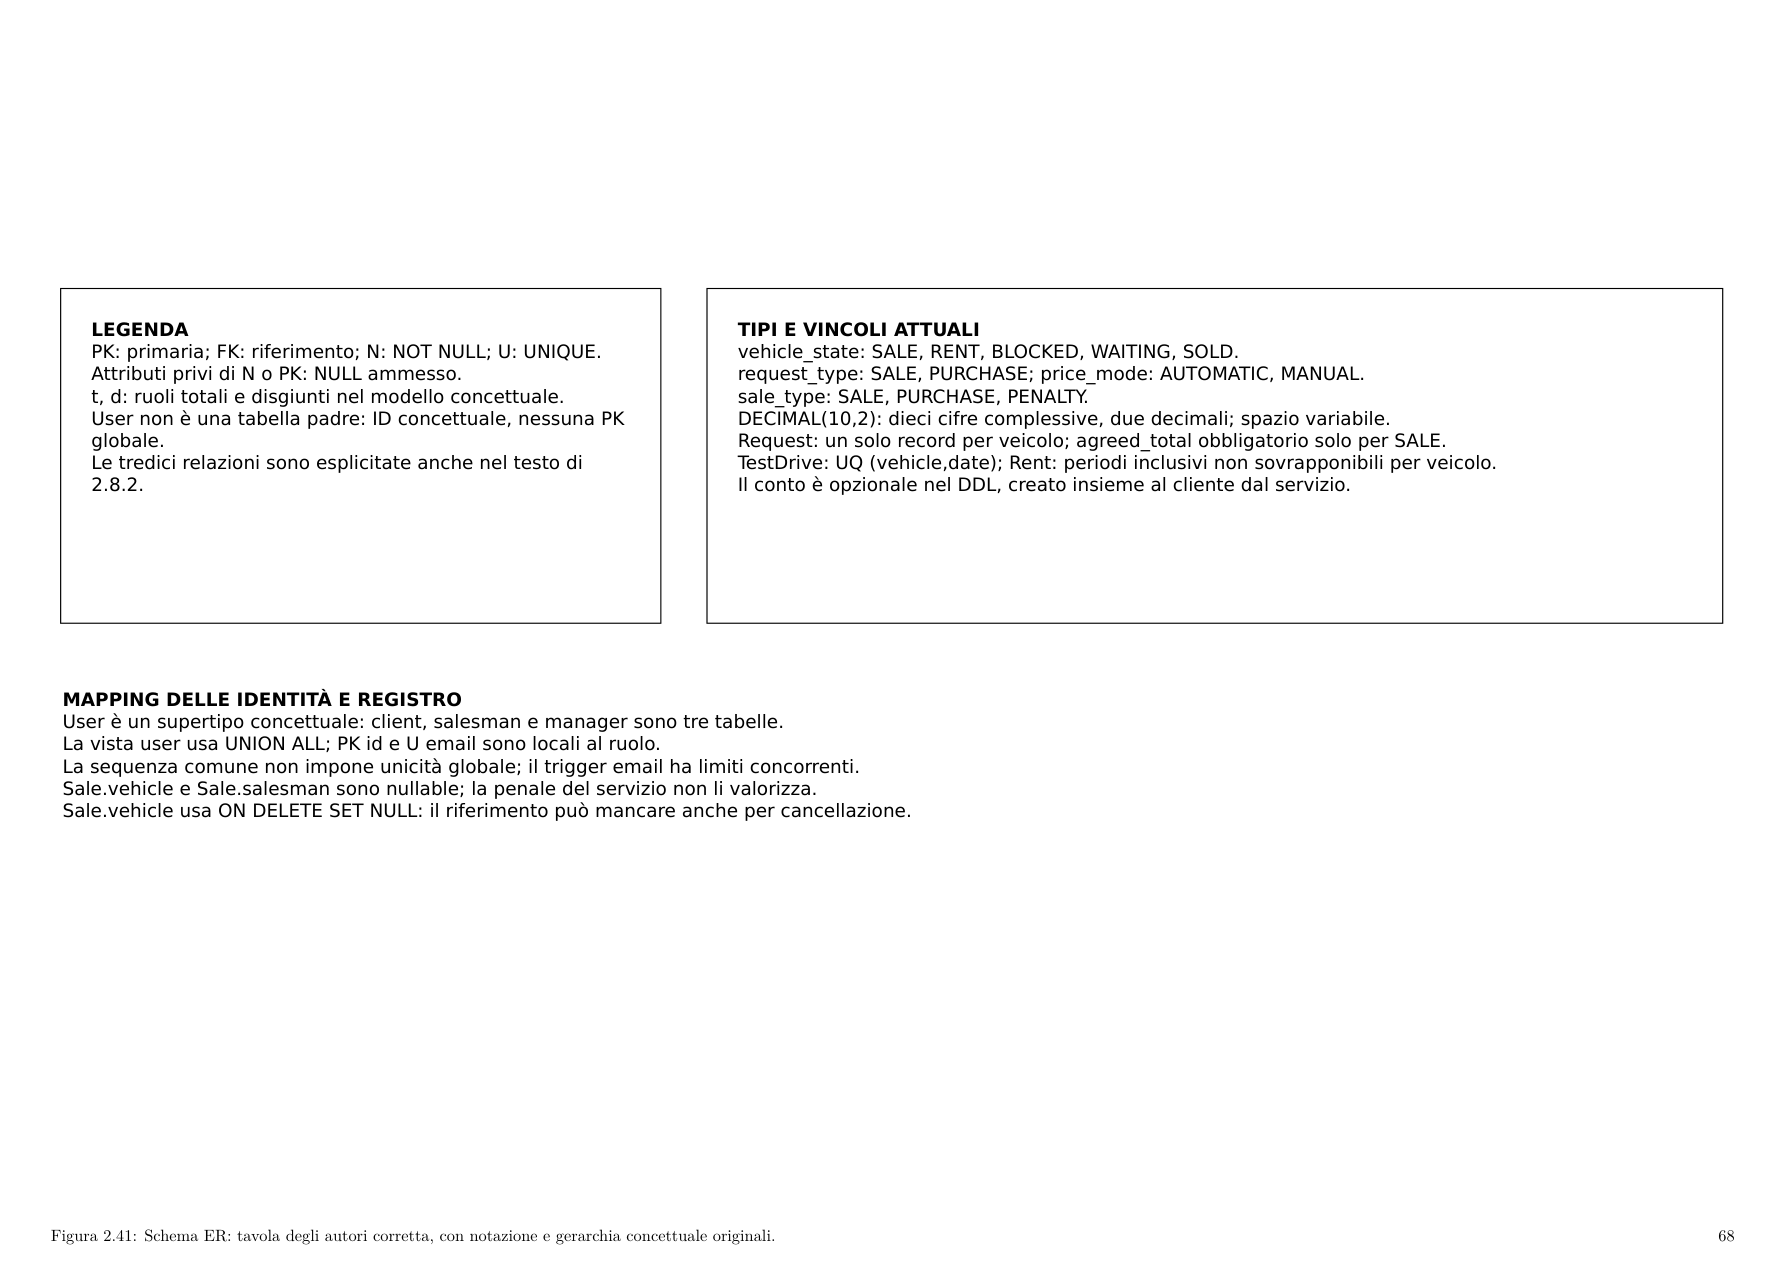 LEGENDA
PK: primaria; FK: riferimento; N: NOT NULL; U: UNIQUE.
Attributi privi di N o PK: NULL ammesso.
t, d: ruoli totali e disgiunti nel modello concettuale.
User non è una tabella padre: ID concettuale, nessuna PK
globale.
Le tredici relazioni sono esplicitate anche nel testo di
2.8.2.
TIPI E VINCOLI ATTUALI
vehicle_state: SALE, RENT, BLOCKED, WAITING, SOLD.
request_type: SALE, PURCHASE; price_mode: AUTOMATIC, MANUAL.
sale_type: SALE, PURCHASE, PENALTY.
DECIMAL(10,2): dieci cifre complessive, due decimali; spazio variabile.
Request: un solo record per veicolo; agreed_total obbligatorio solo per SALE.
TestDrive: UQ (vehicle,date); Rent: periodi inclusivi non sovrapponibili per veicolo.
Il conto è opzionale nel DDL, creato insieme al cliente dal servizio.
MAPPING DELLE IDENTITÀ E REGISTRO
User è un supertipo concettuale: client, salesman e manager sono tre tabelle.
La vista user usa UNION ALL; PK id e U email sono locali al ruolo.
La sequenza comune non impone unicità globale; il trigger email ha limiti concorrenti.
Sale.vehicle e Sale.salesman sono nullable; la penale del servizio non li valorizza.
Sale.vehicle usa ON DELETE SET NULL: il riferimento può mancare anche per cancellazione.
Figura 2.41: Schema ER: tavola degli autori corretta, con notazione e gerarchia concettuale originali.
68